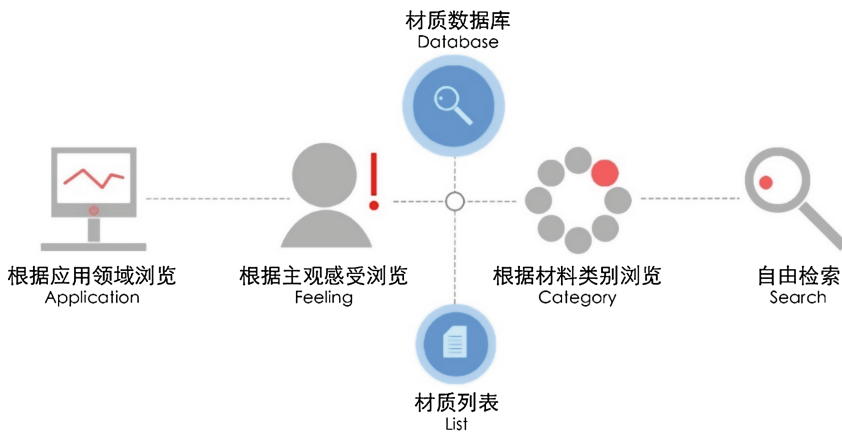 材质数据库
Database
根据应用领域浏览
Application
根据主观感受浏览
Feeling
根据材料类别浏览
Category
自由检索
Search
材质列表
List